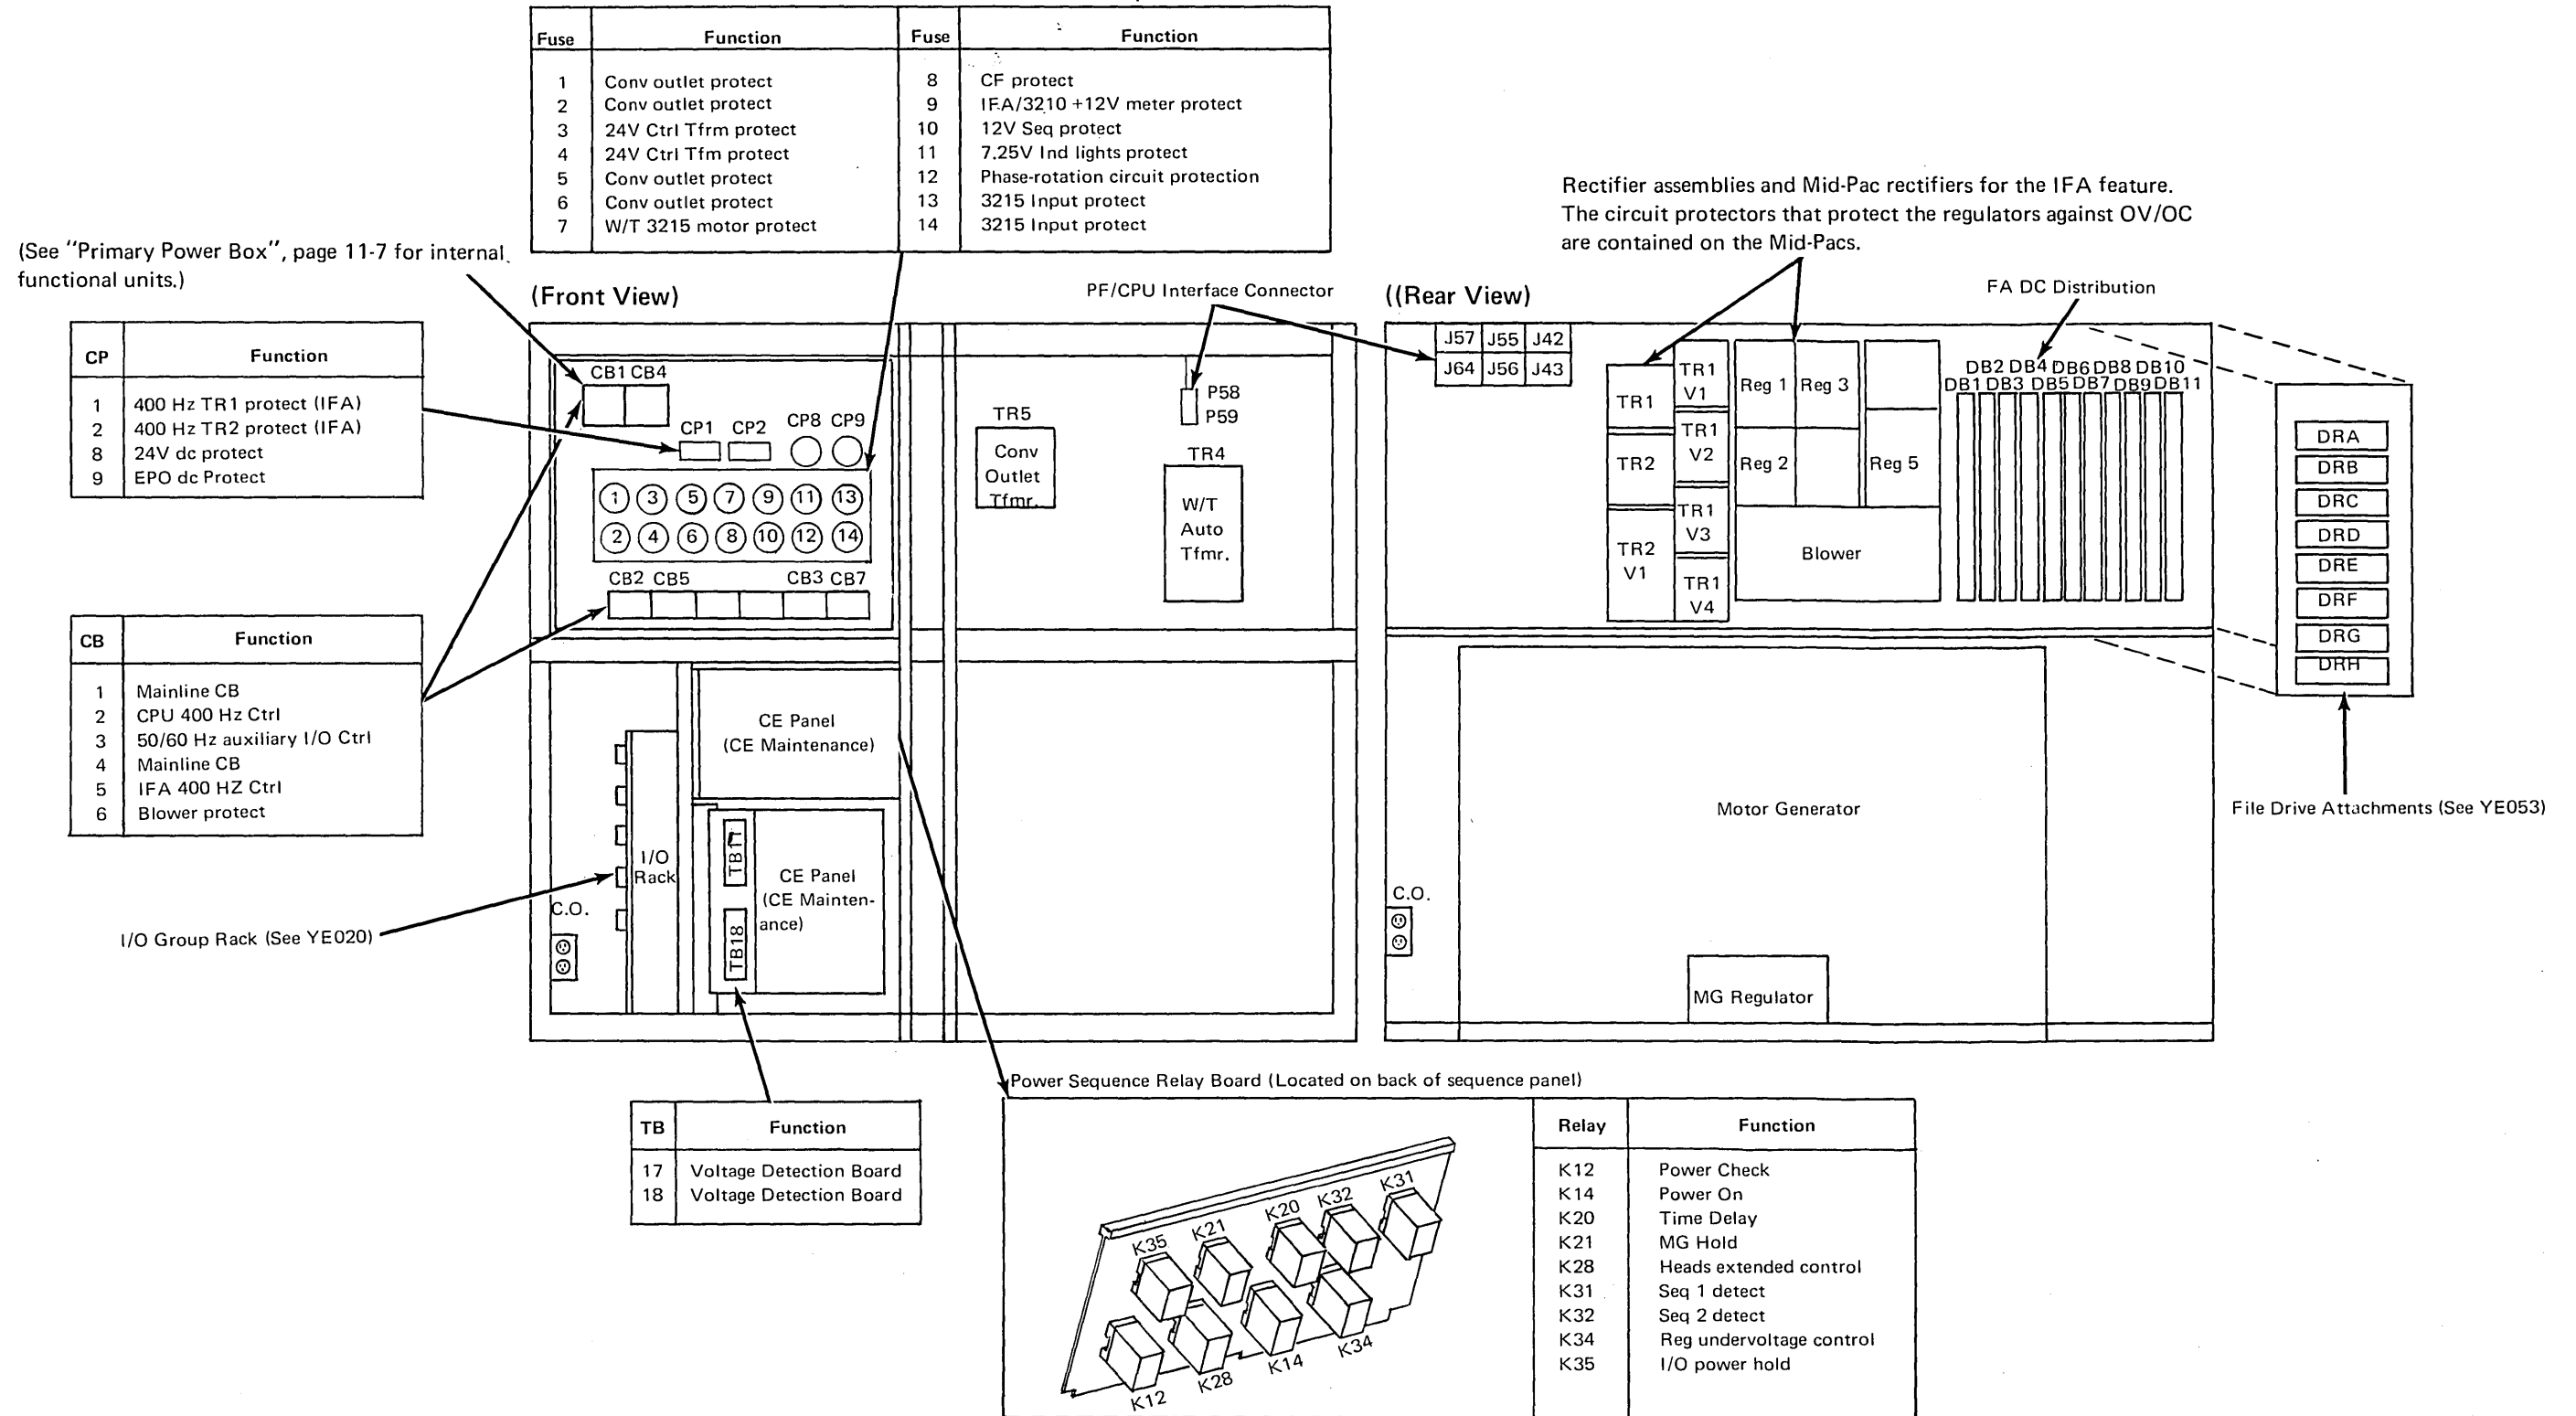 Fuse Function Fuse Function
1 Conv outlet protect 8 CF protect
2 Conv outlet protect 9 IFA/3210 +12V meter protect
3 24V Ctrl Tfrm protect 10 12V Seq protect
4 24V Ctrl Tfm protect 11 7.25V Ind lights protect
5 Conv outlet protect 12 Phase-rotation circuit protection
6 Conv outlet protect 13 3215 Input protect
7 W/T 3215 motor protect 14 3215 Input protect
Rectifier assemblies and Mid-Pac rectifiers for the IFA feature.
The circuit protectors that protect the regulators against OV/OC
are contained on the Mid-Pacs.
(See "Primary Power Box", page 11-7 for internal
functional units.)
(Front View)
PF/CPU Interface Connector
((Rear View)
FA DC Distribution
CP Function
1 400 Hz TR1 protect (IFA)
2 400 Hz TR2 protect (IFA)
8 24V dc protect
9 EPO dc Protect
CB1 CB4
CP1 CP2 CP8 CP9
1 3 5 7 9 11 13
2 4 6 8 10 12 14
CB2 CB5 CB3 CB7
TR5
Conv
Outlet
Tfmr.
P58
P59
TR4
W/T
Auto
Tfmr.
J57 J55 J42
J64 J56 J43
TR1
TR2
TR2
V1
TR1
V1
TR1
V2
TR1
V3
TR1
V4
Reg 1 Reg 3
Reg 2 Reg 5
Blower
DB2 DB4 DB6 DB8 DB10
DB1 DB3 DB5 DB7 DB9 DB11
DRA
DRB
DRC
DRD
DRE
DRF
DRG
DRH
File Drive Attachments (See YE053)
CB Function
1 Mainline CB
2 CPU 400 Hz Ctrl
3 50/60 Hz auxiliary I/O Ctrl
4 Mainline CB
5 IFA 400 HZ Ctrl
6 Blower protect
CE Panel
(CE Maintenance)
I/O
Rack
TB17
TB18
CE Panel
(CE Mainten-
ance)
C.O.
I/O Group Rack (See YE020)
Motor Generator
C.O.
MG Regulator
TB Function
17 Voltage Detection Board
18 Voltage Detection Board
Power Sequence Relay Board (Located on back of sequence panel)
K35 K21 K20 K32 K31
K12 K28 K14 K34
Relay Function
K12 Power Check
K14 Power On
K20 Time Delay
K21 MG Hold
K28 Heads extended control
K31 Seq 1 detect
K32 Seq 2 detect
K34 Reg undervoltage control
K35 I/O power hold